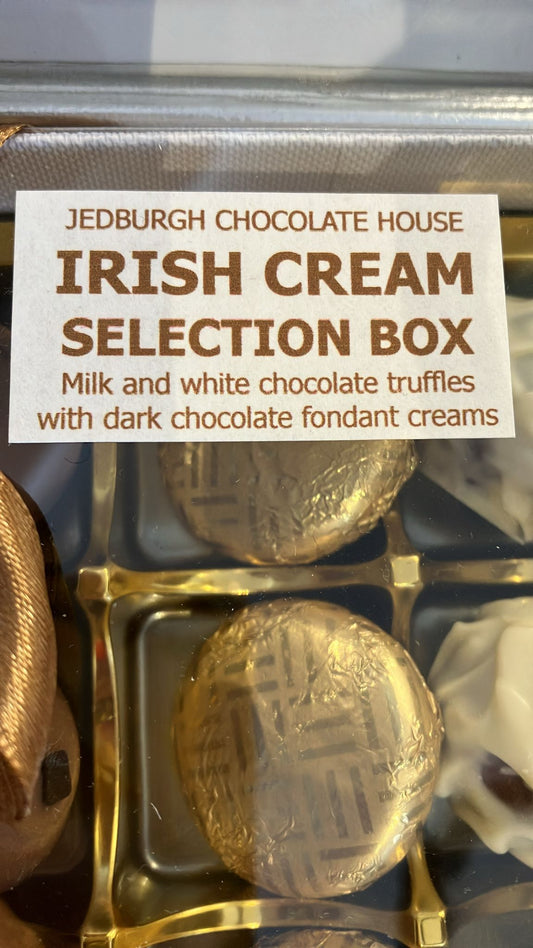 JEDBURGH CHOCOLATE HOUSE
IRISH CREAM
SELECTION BOX
Milk and white chocolate truffles
with dark chocolate fondant creams